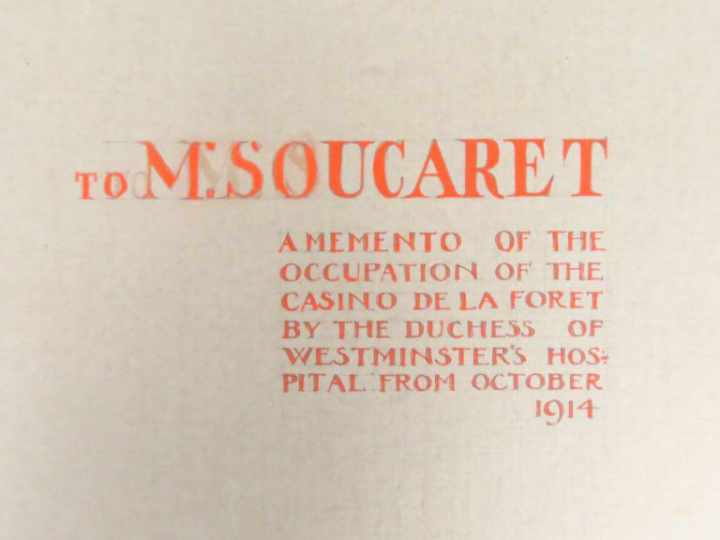 TO Mr. SOUCARET
A MEMENTO OF THE
OCCUPATION OF THE
CASINO DE LA FORET
BY THE DUCHESS OF
WESTMINSTER'S HOS-
PITAL FROM OCTOBER
1914